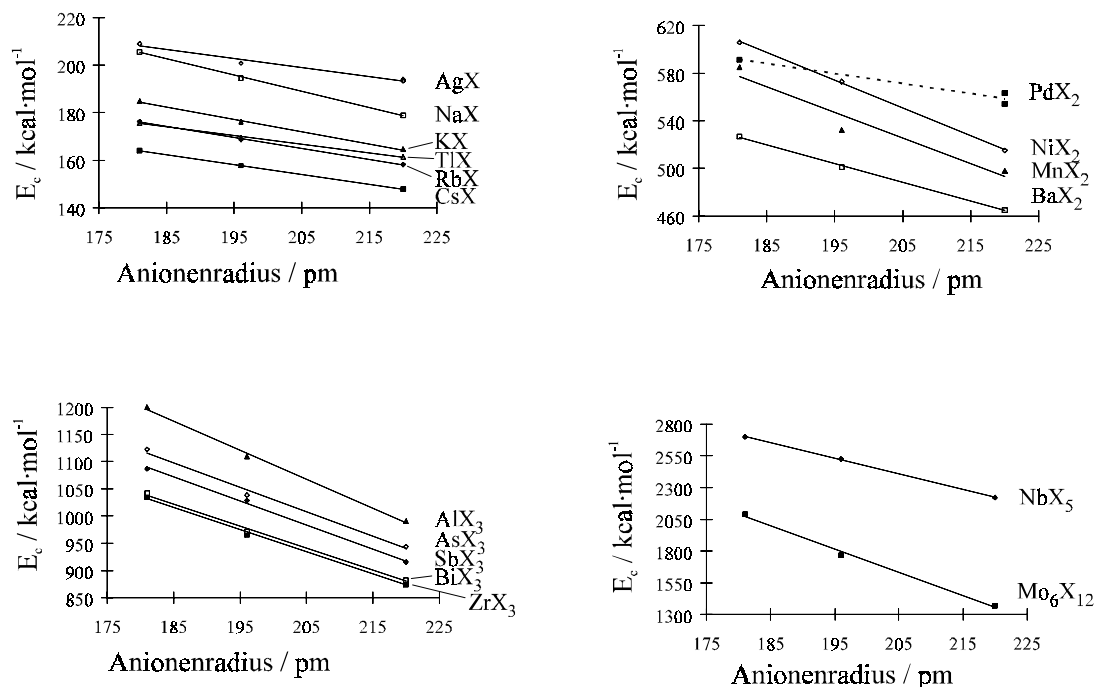 E_c / kcal·mol⁻¹
220
200
180
160
140
175 185 195 205 215 225
Anionenradius / pm
AgX
NaX
KX
TlX
RbX
CsX
E_c / kcal·mol⁻¹
620
580
540
500
460
175 185 195 205 215 225
Anionenradius / pm
PdX₂
NiX₂
MnX₂
BaX₂
E_c / kcal·mol⁻¹
1200
1150
1100
1050
1000
950
900
850
175 185 195 205 215 225
Anionenradius / pm
AlX₃
AsX₃
SbX₃
BiX₃
ZrX₃
E_c / kcal·mol⁻¹
2800
2550
2300
2050
1800
1550
1300
175 185 195 205 215 225
Anionenradius / pm
NbX₅
Mo₆X₁₂